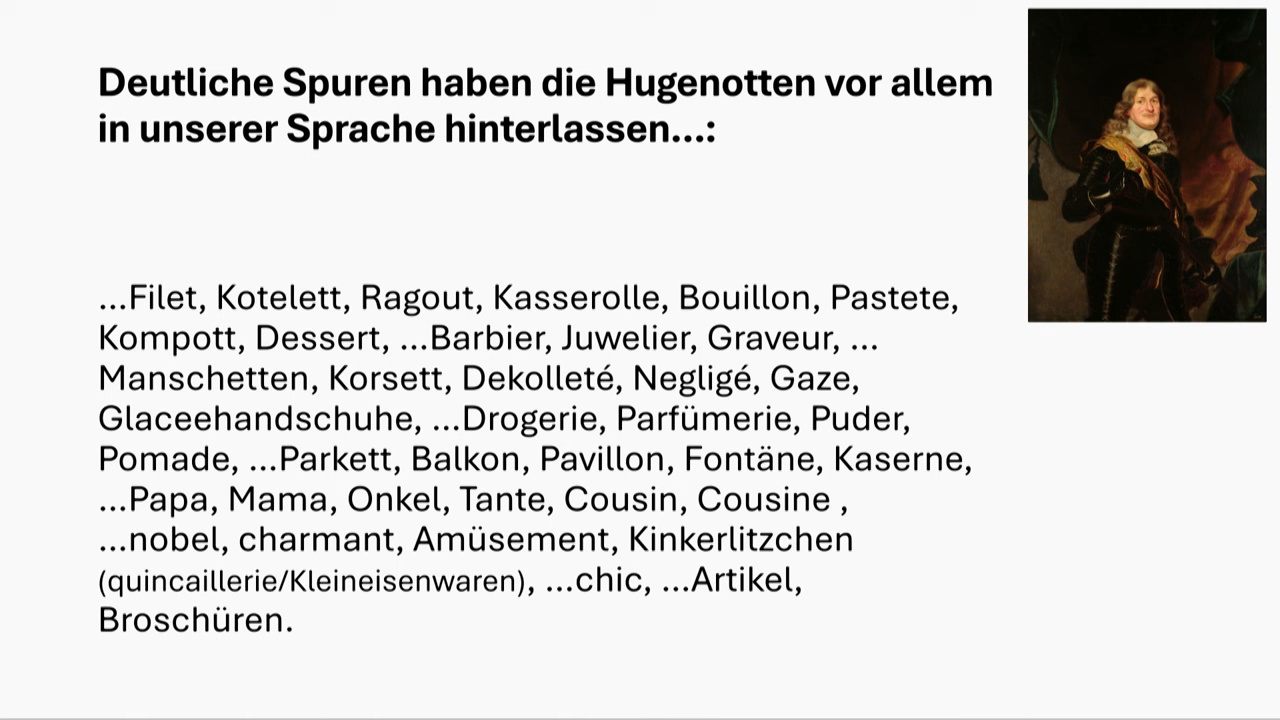 Deutliche Spuren haben die Hugenotten vor allem
in unserer Sprache hinterlassen...:
...Filet, Kotelett, Ragout, Kasserolle, Bouillon, Pastete,
Kompott, Dessert, ...Barbier, Juwelier, Graveur, ...
Manschetten, Korsett, Dekolleté, Negligé, Gaze,
Glaceehandschuhe, ...Drogerie, Parfümerie, Puder,
Pomade, ...Parkett, Balkon, Pavillon, Fontäne, Kaserne,
...Papa, Mama, Onkel, Tante, Cousin, Cousine ,
...nobel, charmant, Amüsement, Kinkerlitzchen
(quincaillerie/Kleineisenwaren), ...chic, ...Artikel,
Broschüren.